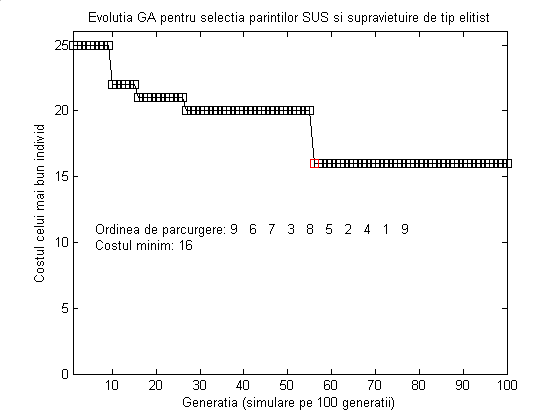 Evolutia GA pentru selectia parintilor SUS si supravietuire de tip elitist
25
20
15
10
5
0
Costul celui mai bun individ
Ordinea de parcurgere: 9 6 7 3 8 5 2 4 1 9
Costul minim: 16
10 20 30 40 50 60 70 80 90 100
Generatia (simulare pe 100 generatii)